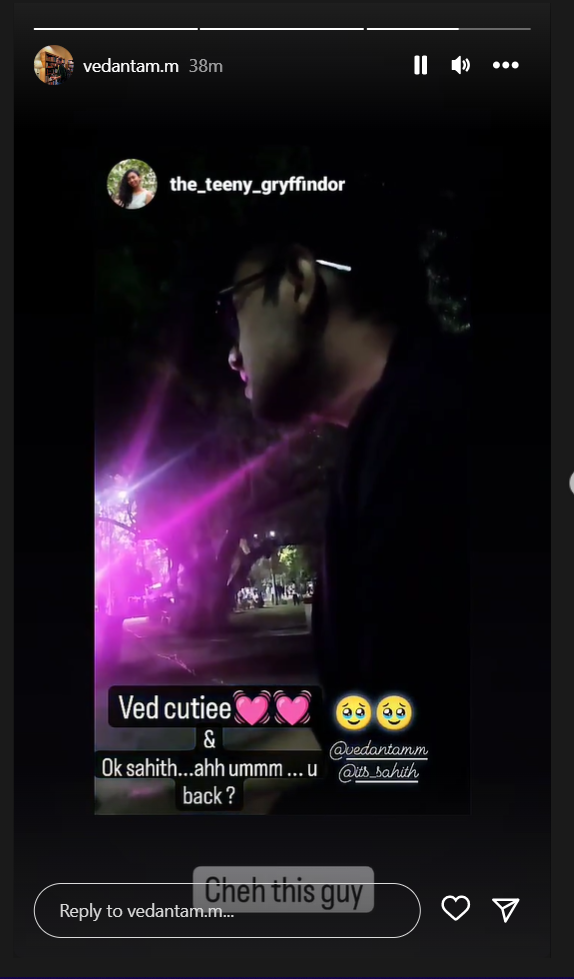 vedantam.m 38m
the_teeny_gryffindor
Ved cutiee💓💓 🥹🥹
&
Ok sahith...ahh ummm ... u
back ?
@vedantamm
@its_sahith
Cheh this guy
Reply to vedantam.m...